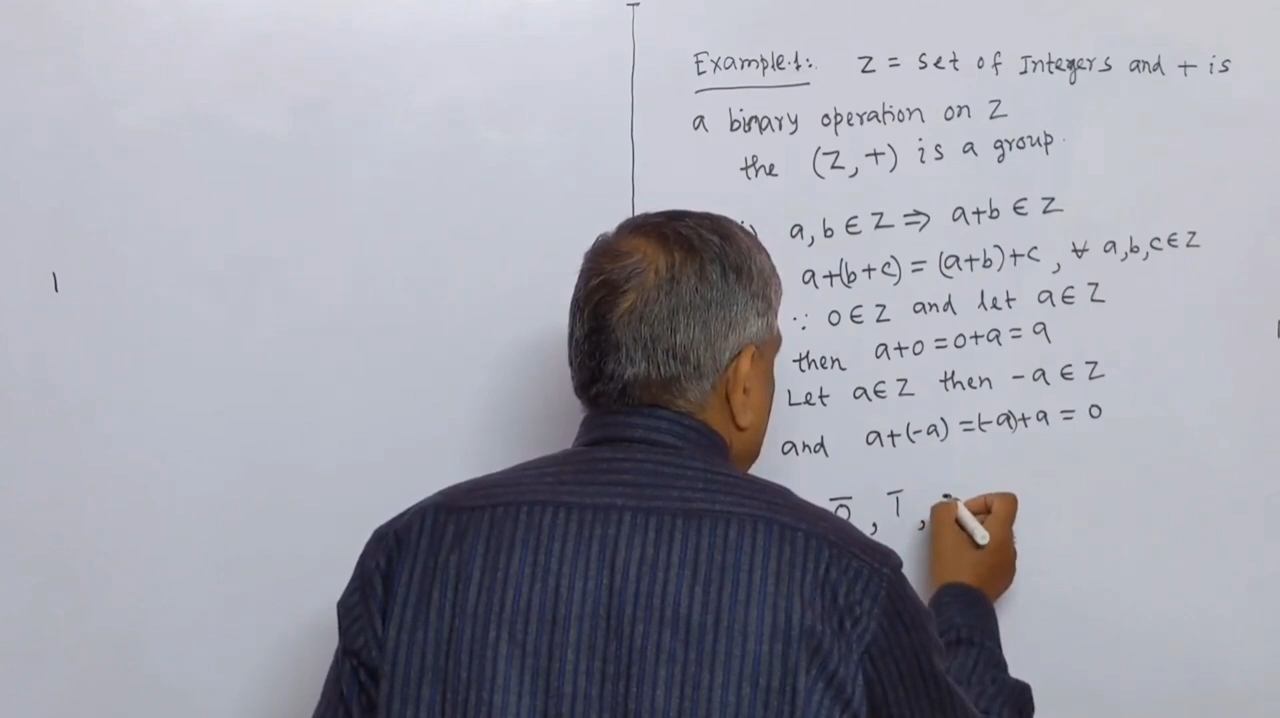 Example.1:. Z = set of Integers and + is
a binary operation on Z
the (Z, +) is a group.
a, b ∈ Z ⇒ a+b ∈ Z
a+(b+c) = (a+b)+c, ∀ a,b,c ∈ Z
∵ 0 ∈ Z and let a ∈ Z
then a+0 = 0+a = a
Let a ∈ Z then -a ∈ Z
and a+(-a) = (-a)+a = 0
0̅, 1̅,